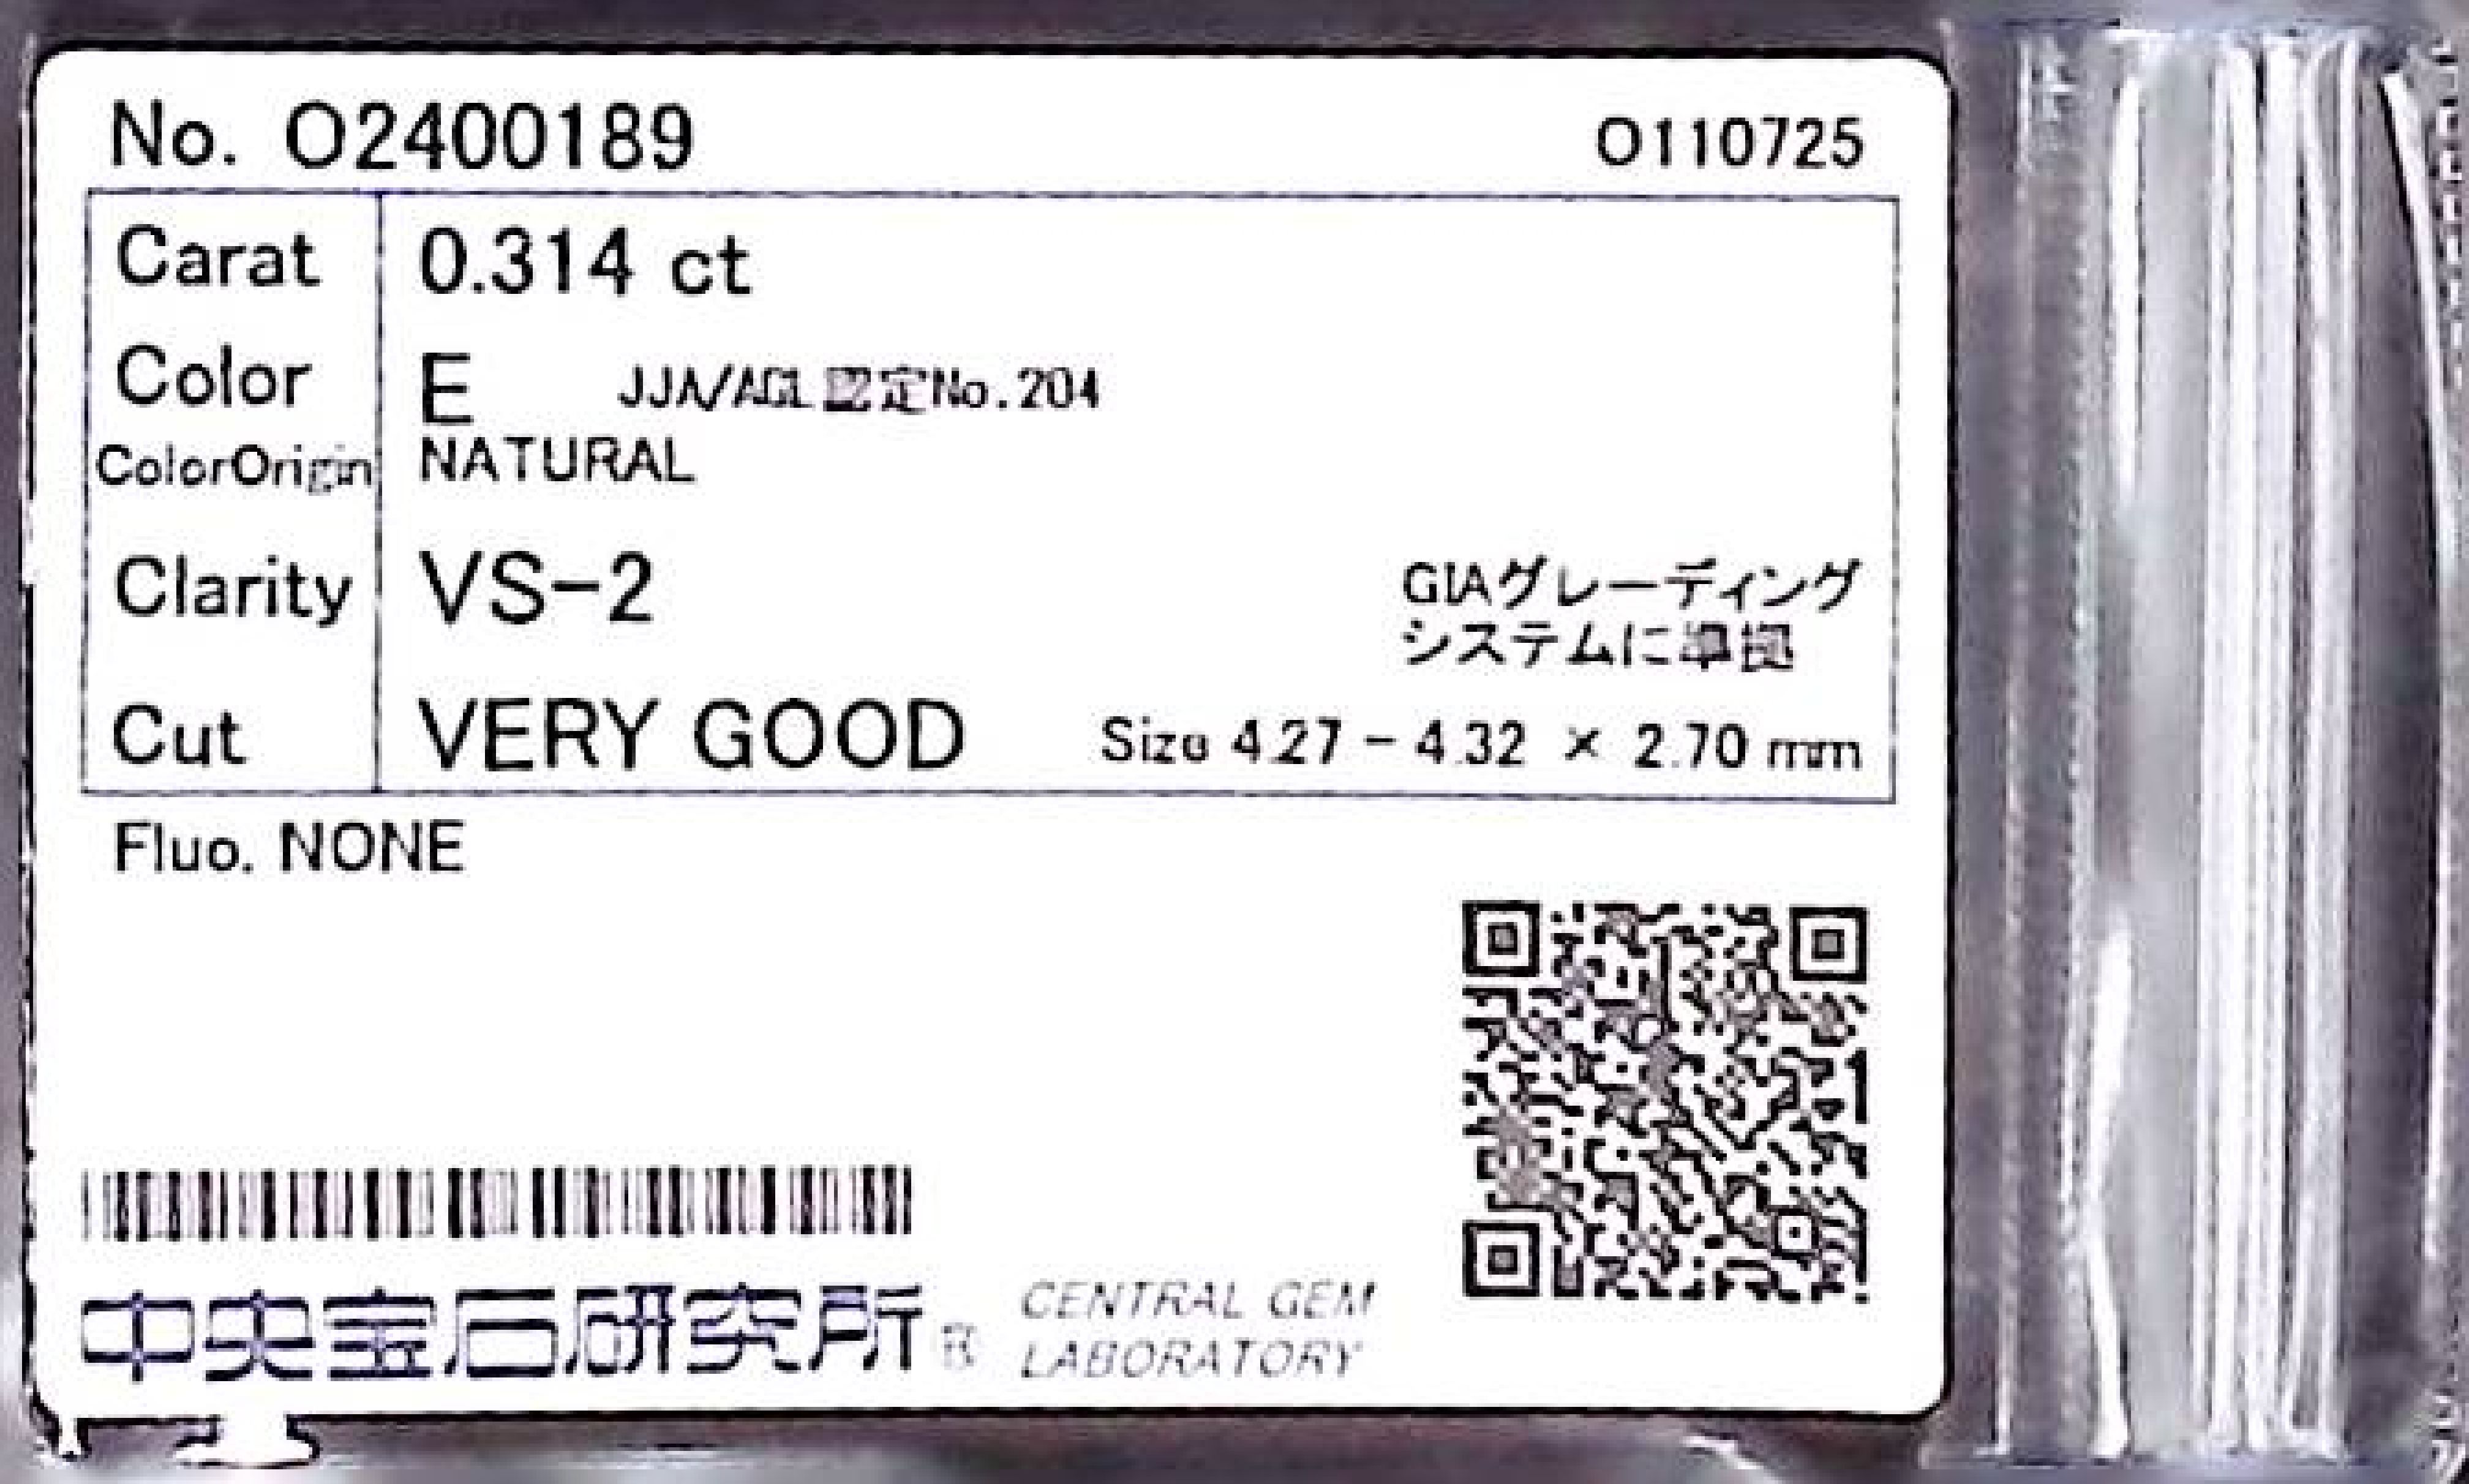 No. O2400189 O110725
Carat 0.314 ct
Color E JJA/AGL認定No.204
ColorOrigin NATURAL
Clarity VS-2 GIAグレーディング
システムに準拠
Cut VERY GOOD Size 4.27 - 4.32 × 2.70 mm
Fluo. NONE
中央宝石研究所® CENTRAL GEM
LABORATORY